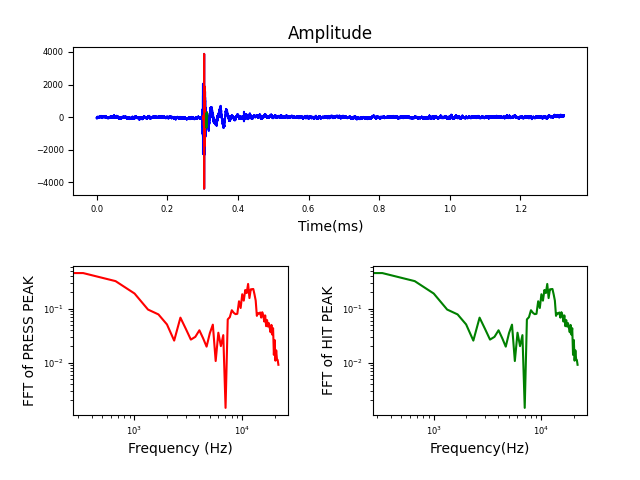 Amplitude
4000
2000
0
−2000
−4000
0.0 0.2 0.4 0.6 0.8 1.0 1.2
Time(ms)
FFT of PRESS PEAK
10⁻¹
10⁻²
10³ 10⁴
Frequency (Hz)
FFT of HIT PEAK
10⁻¹
10⁻²
10³ 10⁴
Frequency(Hz)